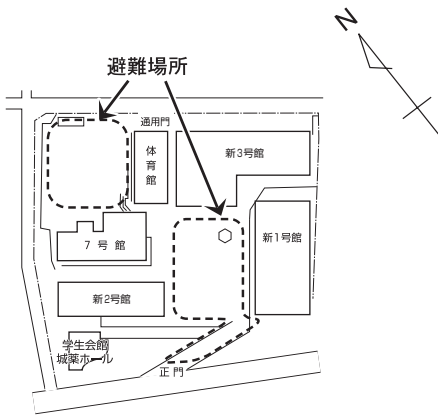 N
避難場所
通用門
体育館
新3号館
7号館
新1号館
新2号館
学生会館
城薬ホール
正門